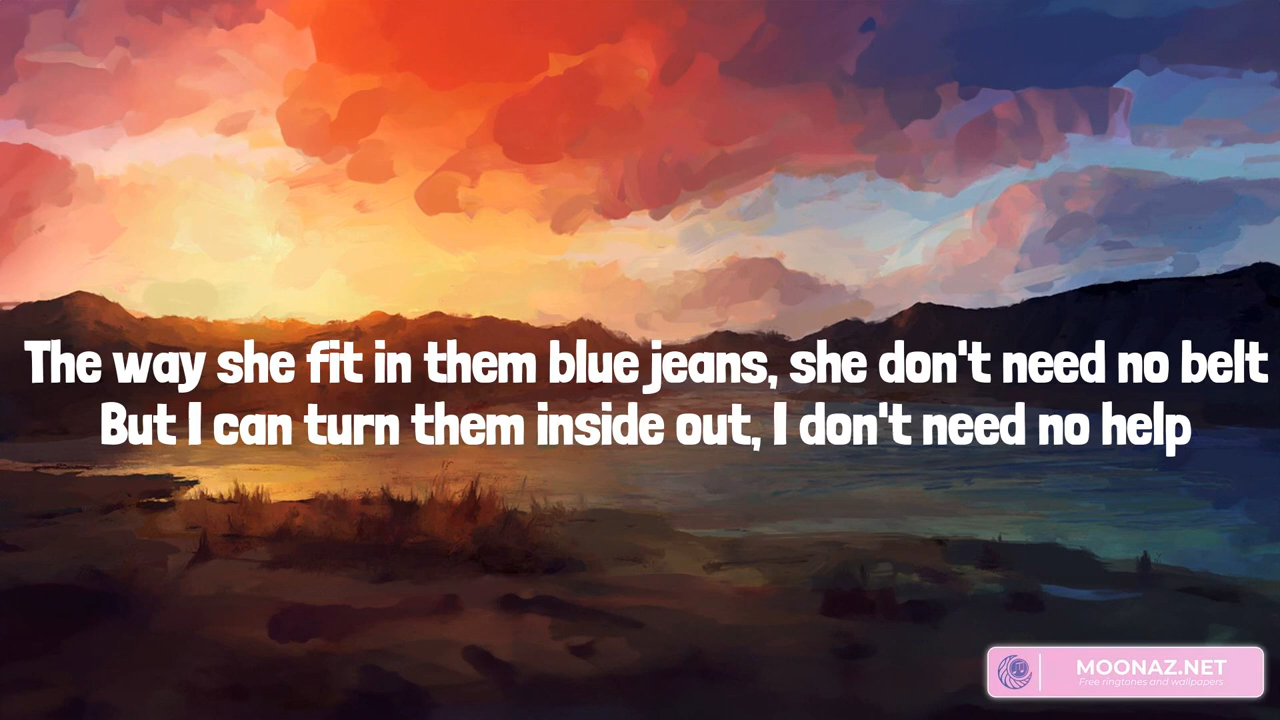 The way she fit in them blue jeans, she don't need no belt
But I can turn them inside out, I don't need no help
MOONAZ.NET
Free ringtones and wallpapers